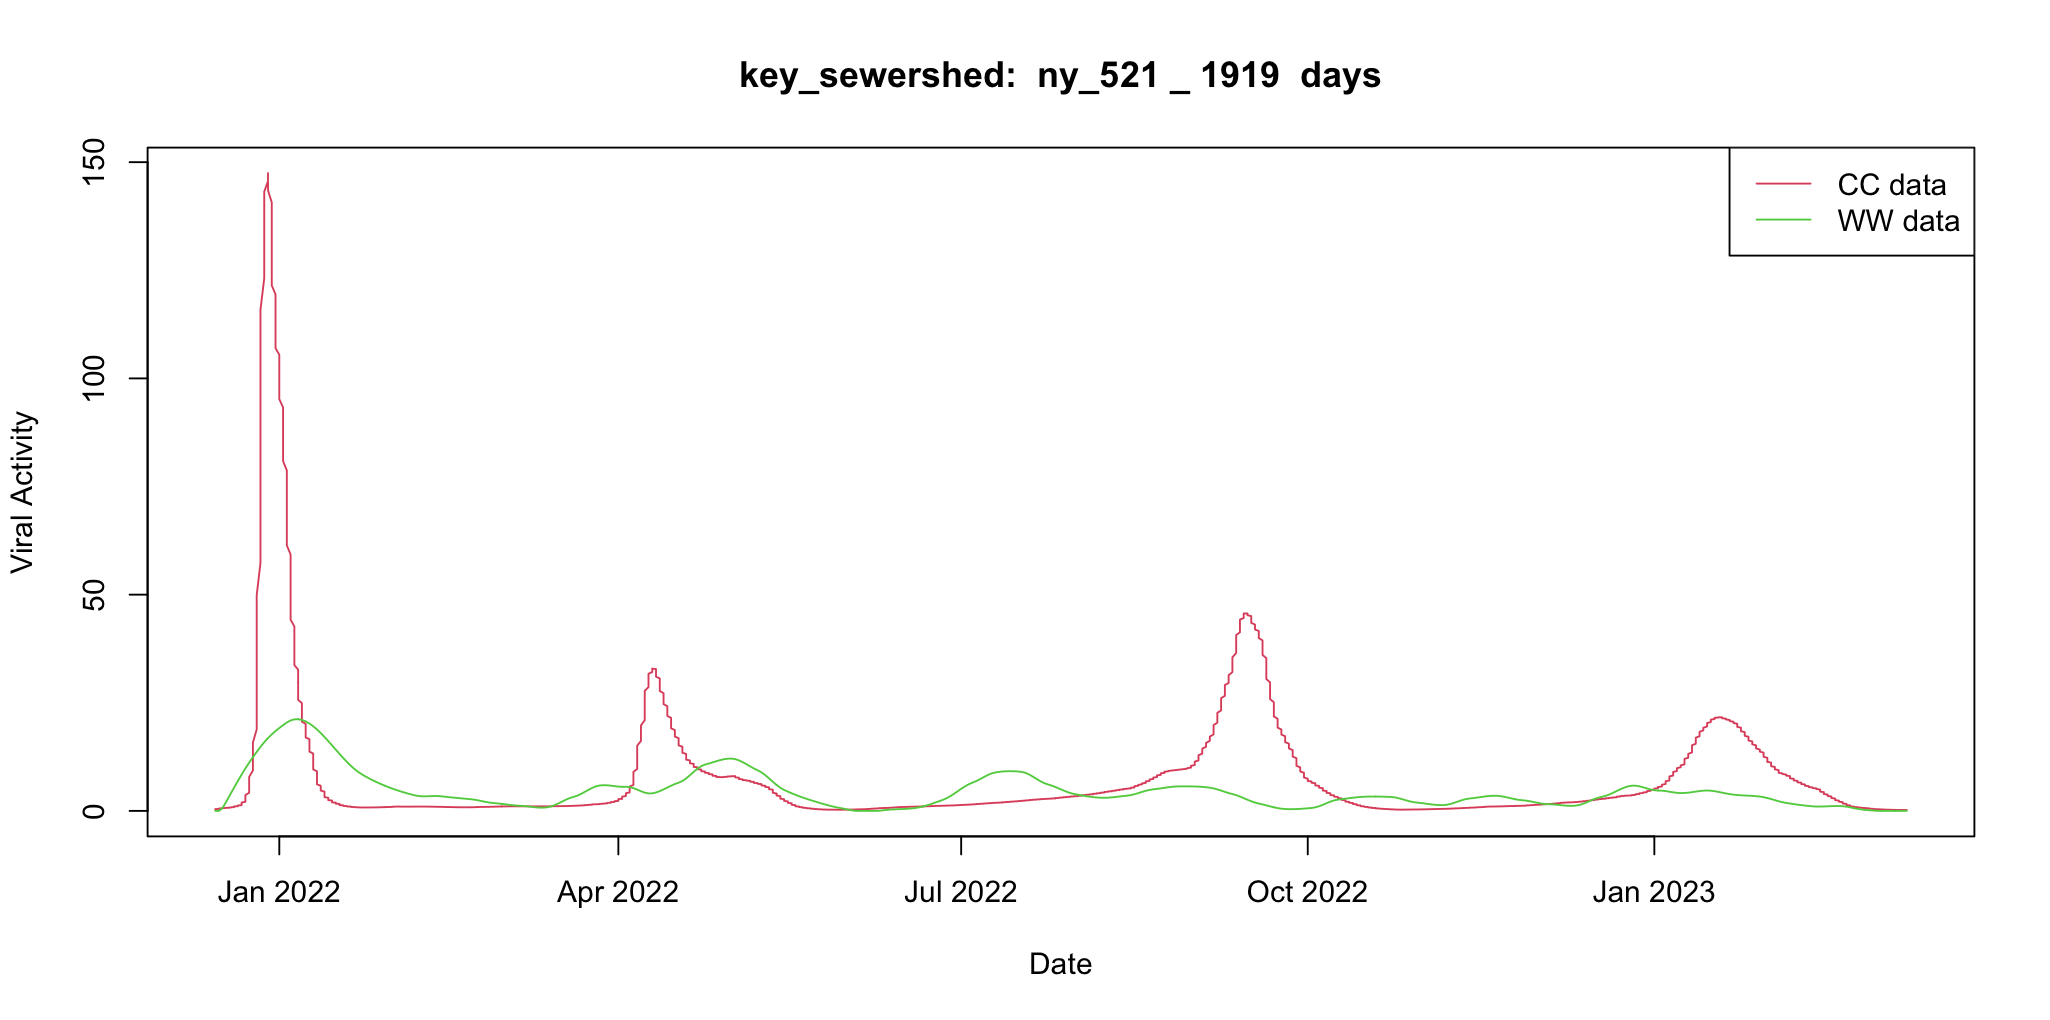 key_sewershed: ny_521 _ 1919 days
150
100
50
0
Viral Activity
CC data
WW data
Jan 2022
Apr 2022
Jul 2022
Oct 2022
Jan 2023
Date